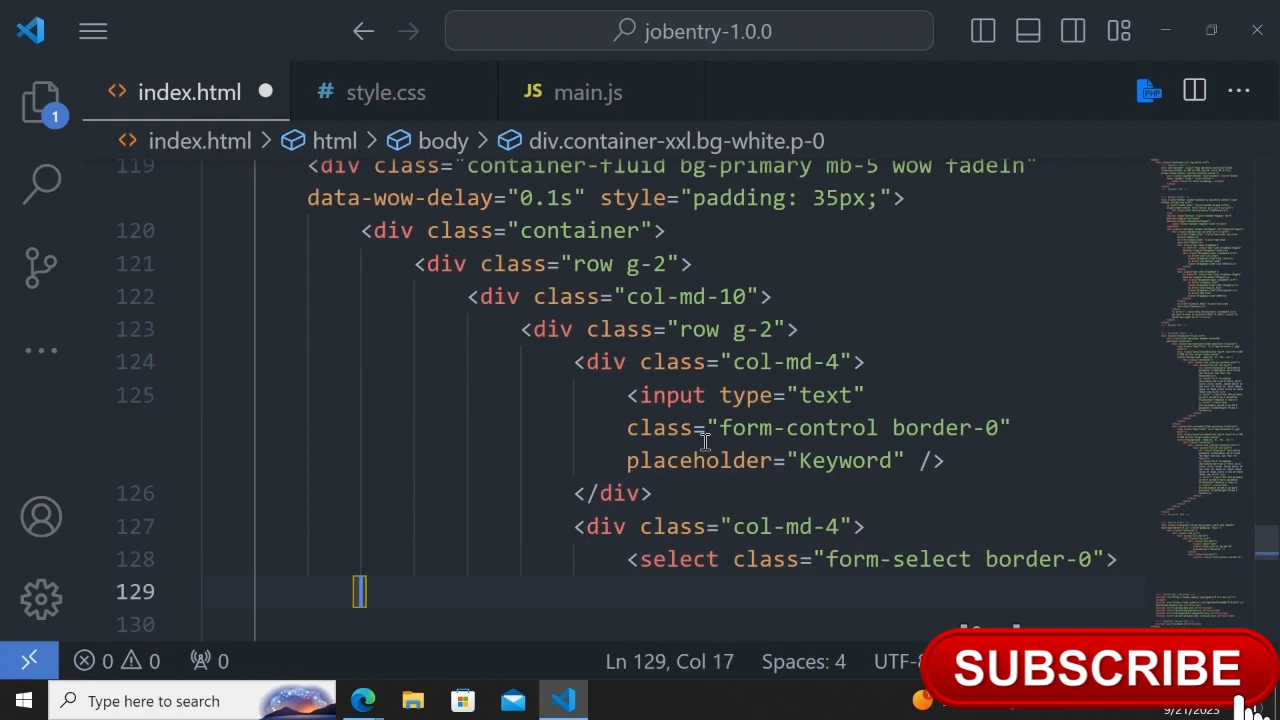 jobentry-1.0.0
<> index.html ● # style.css JS main.js PHP ...
1
<> index.html > html > body > div.container-xxl.bg-white.p-0
119 <div class="container-fluid bg-primary mb-5 wow fadeIn"
data-wow-delay="0.1s" style="padding: 35px;">
120 <div class="container">
121 <div class="row g-2">
122 <div class="col-md-10">
123 <div class="row g-2">
124 <div class="col-md-4">
125 <input type="text"
class="form-control border-0"
placeholder="Keyword" />
126 </div>
127 <div class="col-md-4">
128 <select class="form-select border-0">
129
130
0 0 0 Ln 129, Col 17 Spaces: 4 UTF-8
SUBSCRIBE
Type here to search
9/21/2023